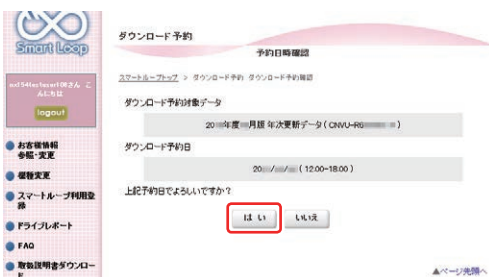 Smart Loop
ダウンロード予約
予約日時確認
さん こ
んにちは
logout
お客様情報
参照・変更
機種変更
スマートループ利用登
録
ドライブレポート
FAQ
取扱説明書ダウンロー
ド
スマートループトップ > ダウンロード予約 ダウンロード予約確認
ダウンロード予約対象データ
20 年度 月版 年次更新データ ( CNVU-R6 )
ダウンロード予約日
20 / / ( 12:00-18:00 )
上記予約日でよろしいですか?
はい いいえ
▲ページ先頭へ